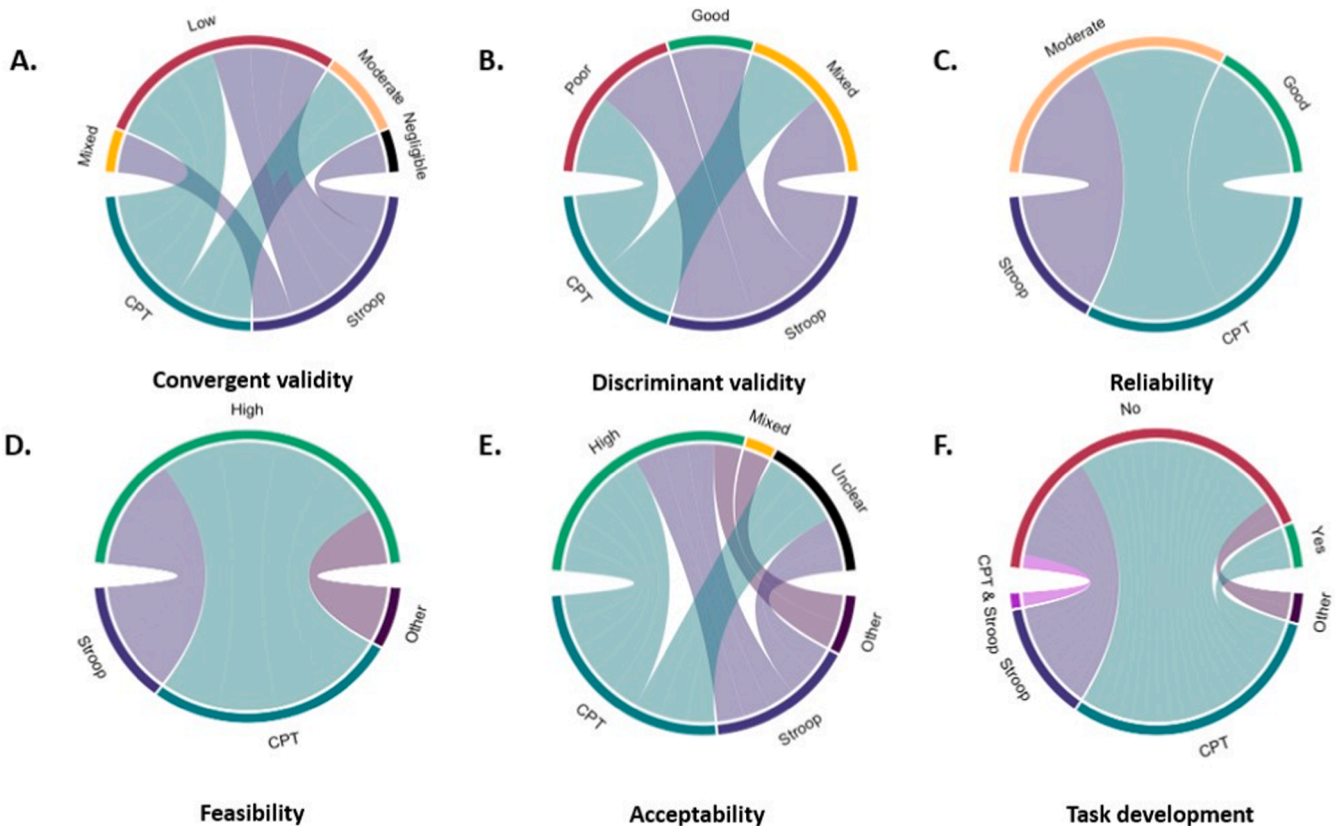 A.
Low
Moderate
Negligible
Mixed
CPT
Stroop
Convergent validity
B.
Good
Poor
Mixed
CPT
Stroop
Discriminant validity
C.
Moderate
Good
Stroop
CPT
Reliability
D.
High
Stroop
Other
CPT
Feasibility
E.
High
Mixed
Unclear
Other
CPT
Stroop
Acceptability
F.
No
Yes
CPT & Stroop
Other
Stroop
CPT
Task development